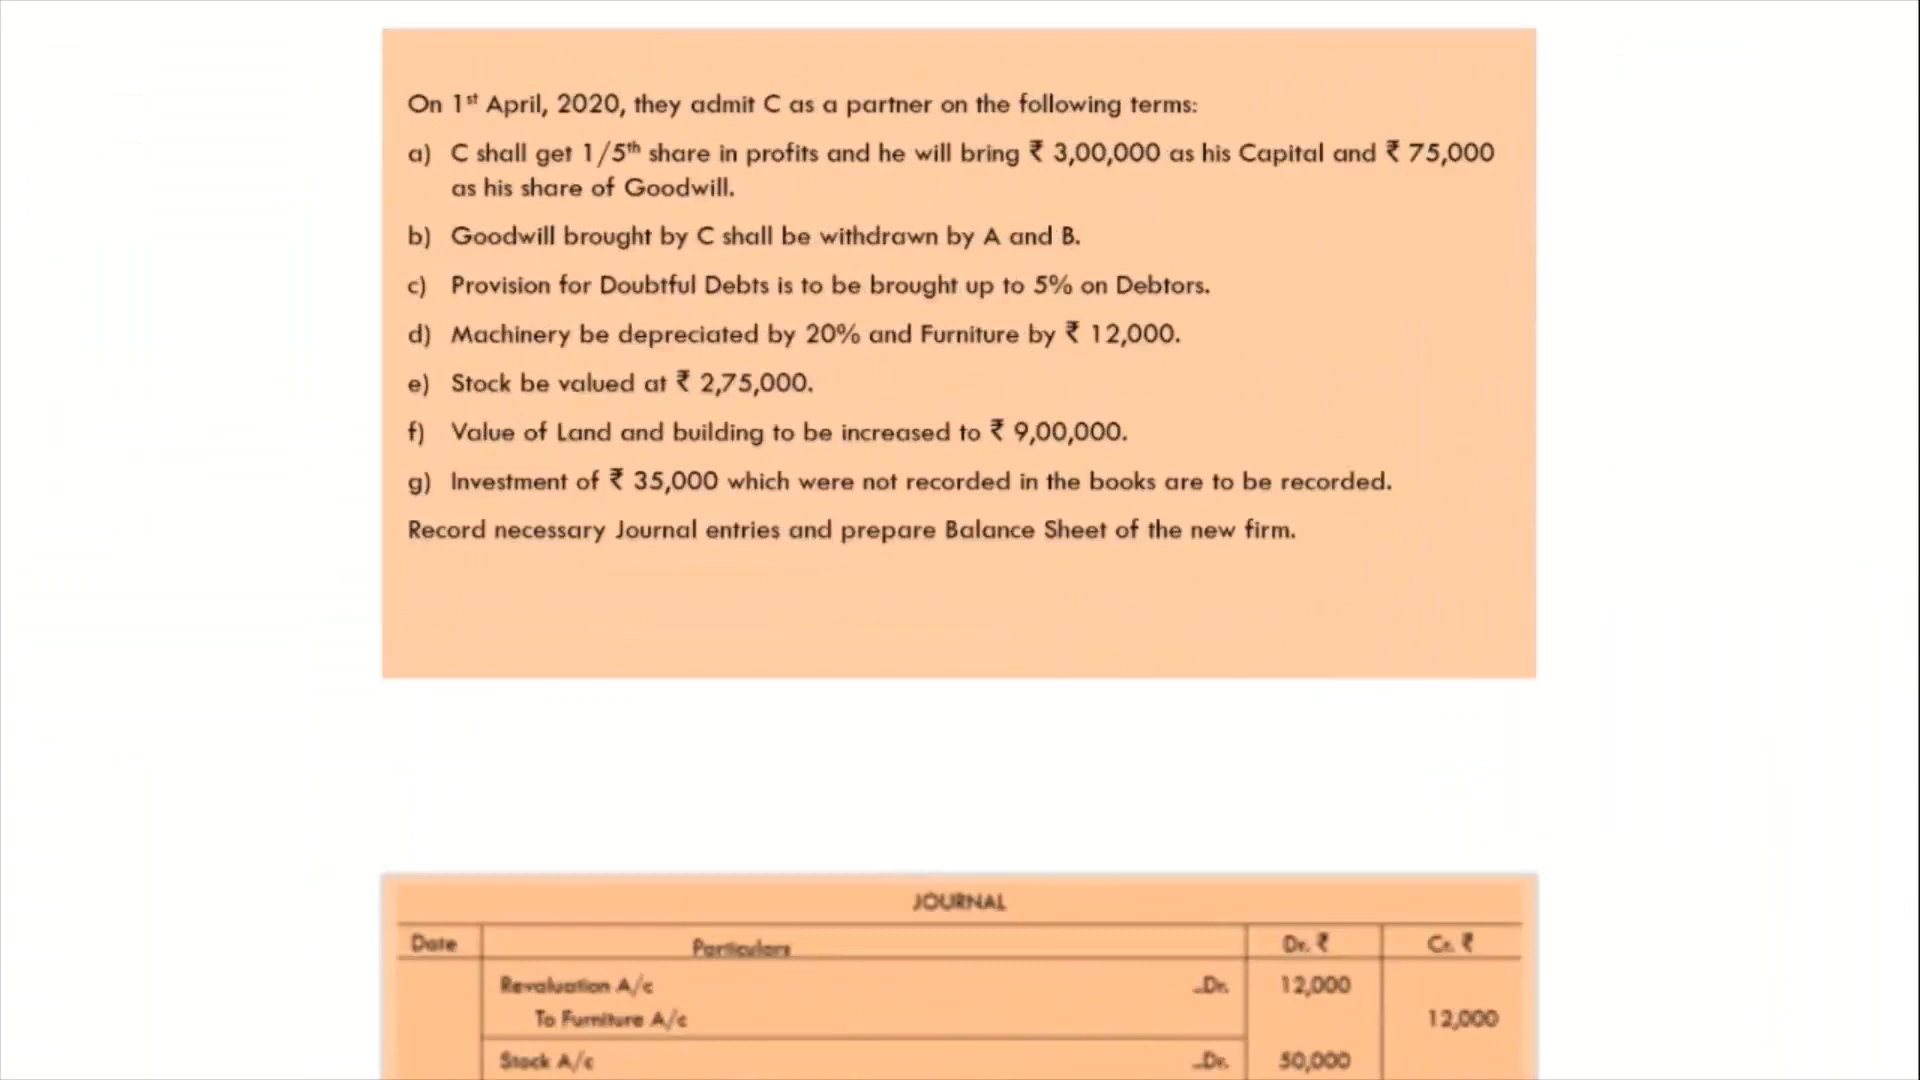 On 1st April, 2020, they admit C as a partner on the following terms:
a) C shall get 1/5th share in profits and he will bring ₹ 3,00,000 as his Capital and ₹ 75,000
as his share of Goodwill.
b) Goodwill brought by C shall be withdrawn by A and B.
c) Provision for Doubtful Debts is to be brought up to 5% on Debtors.
d) Machinery be depreciated by 20% and Furniture by ₹ 12,000.
e) Stock be valued at ₹ 2,75,000.
f) Value of Land and building to be increased to ₹ 9,00,000.
g) Investment of ₹ 35,000 which were not recorded in the books are to be recorded.
Record necessary Journal entries and prepare Balance Sheet of the new firm.
JOURNAL
Date Particulars Dr. ₹ Cr. ₹
Revaluation A/c ...Dr. 12,000
To Furniture A/c 12,000
Stock A/c ...Dr. 50,000